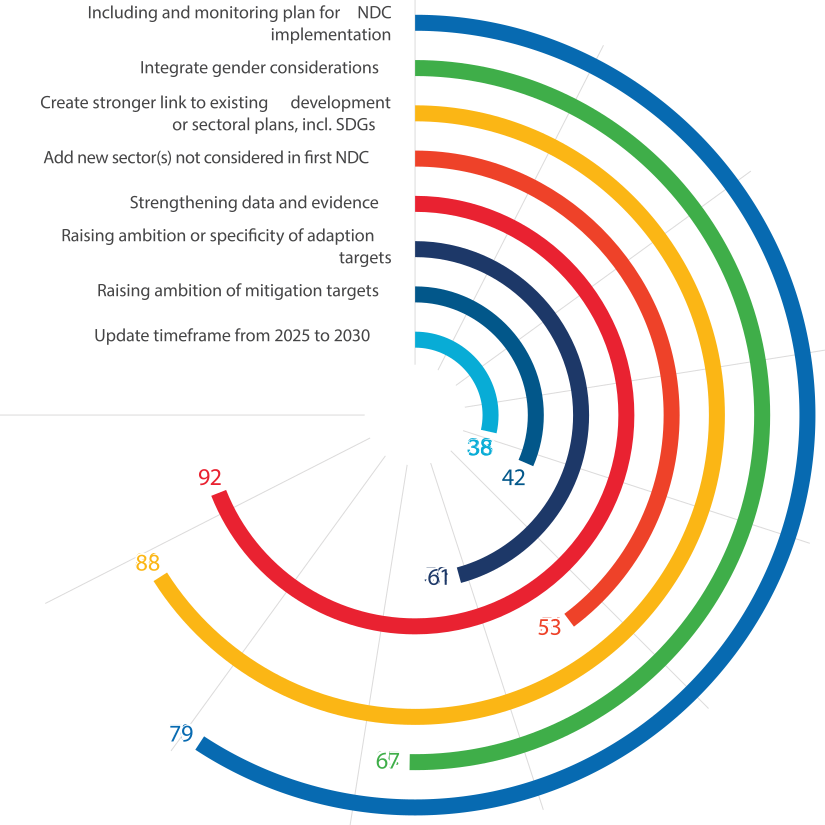 Including and monitoring plan for NDC
implementation
Integrate gender considerations
Create stronger link to existing development
or sectoral plans, incl. SDGs
Add new sector(s) not considered in first NDC
Strengthening data and evidence
Raising ambition or specificity of adaption
targets
Raising ambition of mitigation targets
Update timeframe from 2025 to 2030
38
42
92
88
61
53
79
67